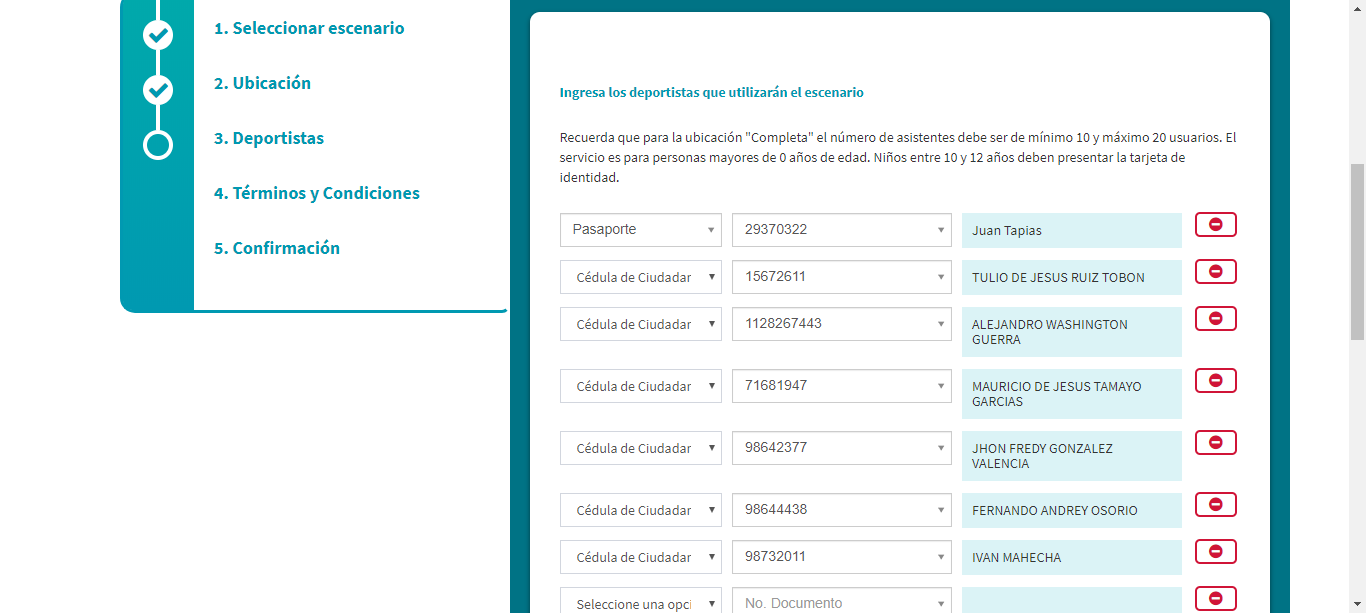 1. Seleccionar escenario
2. Ubicación
3. Deportistas
4. Términos y Condiciones
5. Confirmación
Ingresa los deportistas que utilizarán el escenario
Recuerda que para la ubicación "Completa" el número de asistentes debe ser de mínimo 10 y máximo 20 usuarios. El
servicio es para personas mayores de 0 años de edad. Niños entre 10 y 12 años deben presentar la tarjeta de
identidad.
Pasaporte 29370322 Juan Tapias
Cédula de Ciudadar 15672611 TULIO DE JESUS RUIZ TOBON
Cédula de Ciudadar 1128267443 ALEJANDRO WASHINGTON
GUERRA
Cédula de Ciudadar 71681947 MAURICIO DE JESUS TAMAYO
GARCIAS
Cédula de Ciudadar 98642377 JHON FREDY GONZALEZ
VALENCIA
Cédula de Ciudadar 98644438 FERNANDO ANDREY OSORIO
Cédula de Ciudadar 98732011 IVAN MAHECHA
Seleccione una opci No. Documento